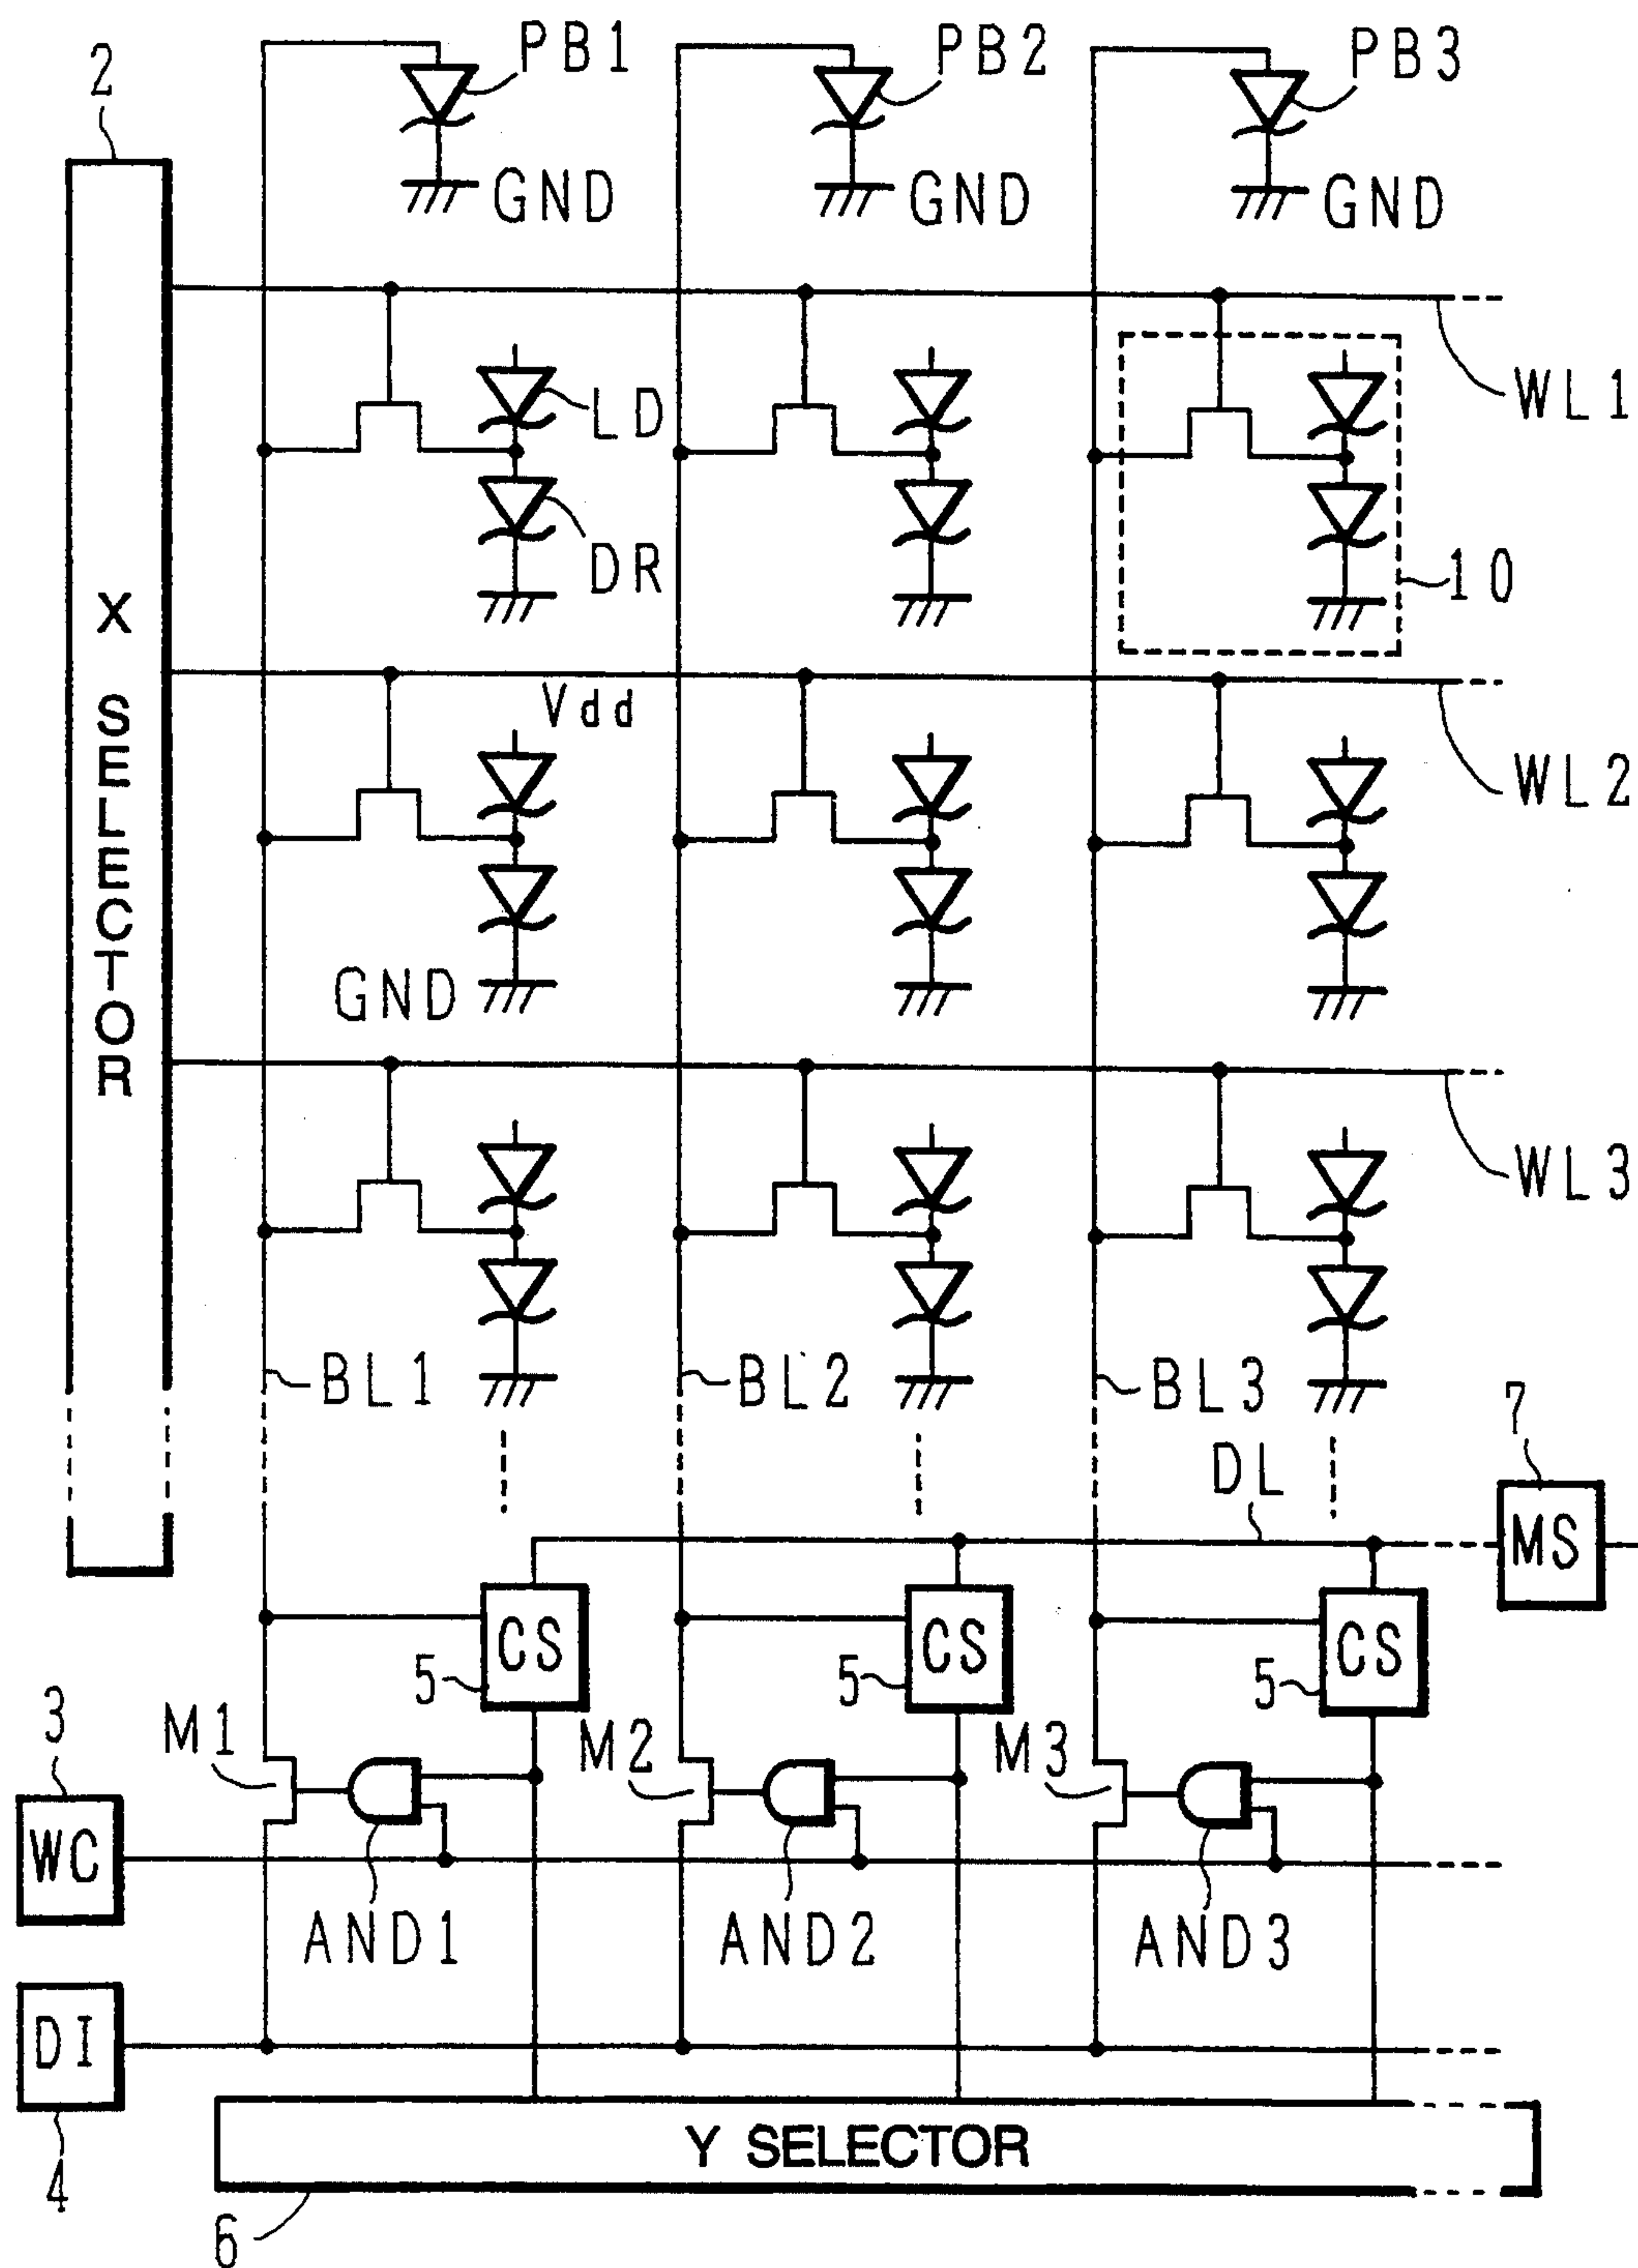 PB1
PB2
PB3
2
GND
GND
GND
WL1
LD
DR
10
X SELECTOR
Vdd
WL2
GND
WL3
BL1
BL2
BL3
7
DL
MS
CS
CS
CS
5
5
5
3
M1
M2
M3
WC
AND1
AND2
AND3
DI
4
Y SELECTOR
6